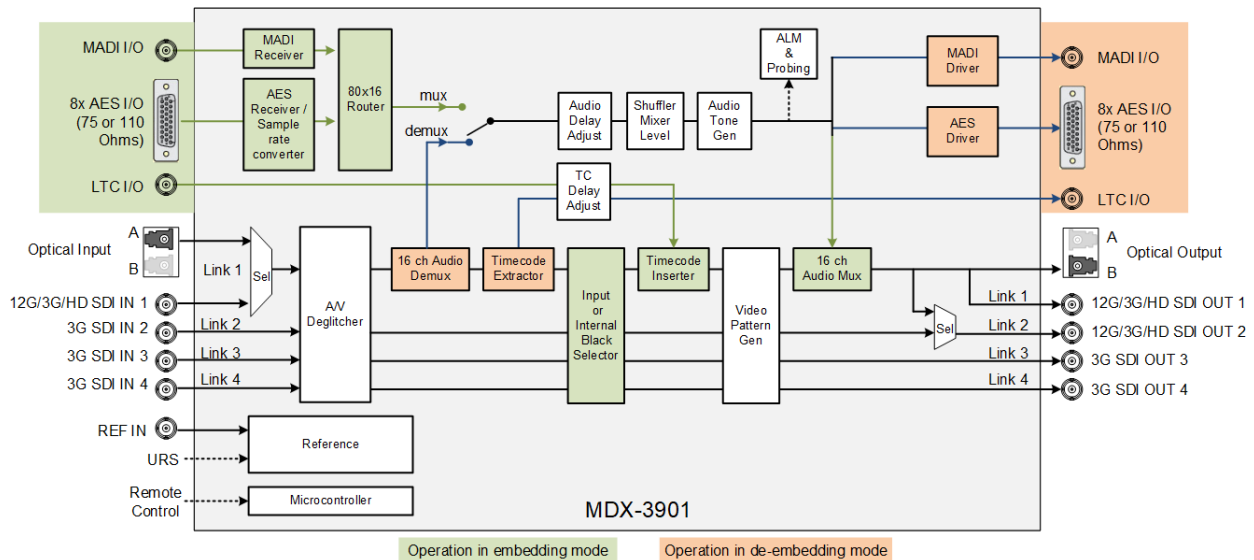 MADI I/O
8x AES I/O
(75 or 110
Ohms)
LTC I/O
MADI
Receiver
AES
Receiver /
Sample
rate
converter
80x16
Router
mux
demux
Audio
Delay
Adjust
Shuffler
Mixer
Level
Audio
Tone
Gen
ALM
&
Probing
MADI
Driver
AES
Driver
MADI I/O
8x AES I/O
(75 or 110
Ohms)
LTC I/O
TC
Delay
Adjust
Optical Input
A
B
Link 1
Sel
12G/3G/HD SDI IN 1
3G SDI IN 2
Link 2
3G SDI IN 3
Link 3
3G SDI IN 4
Link 4
A/V
Deglitcher
16 ch Audio
Demux
Timecode
Extractor
Input
or
Internal
Black
Selector
Timecode
Inserter
Video
Pattern
Gen
16 ch
Audio Mux
Sel
A
B
Optical Output
Link 1
12G/3G/HD SDI OUT 1
Link 2
12G/3G/HD SDI OUT 2
Link 3
3G SDI OUT 3
Link 4
3G SDI OUT 4
REF IN
URS
Reference
Remote
Control
Microcontroller
MDX-3901
Operation in embedding mode
Operation in de-embedding mode